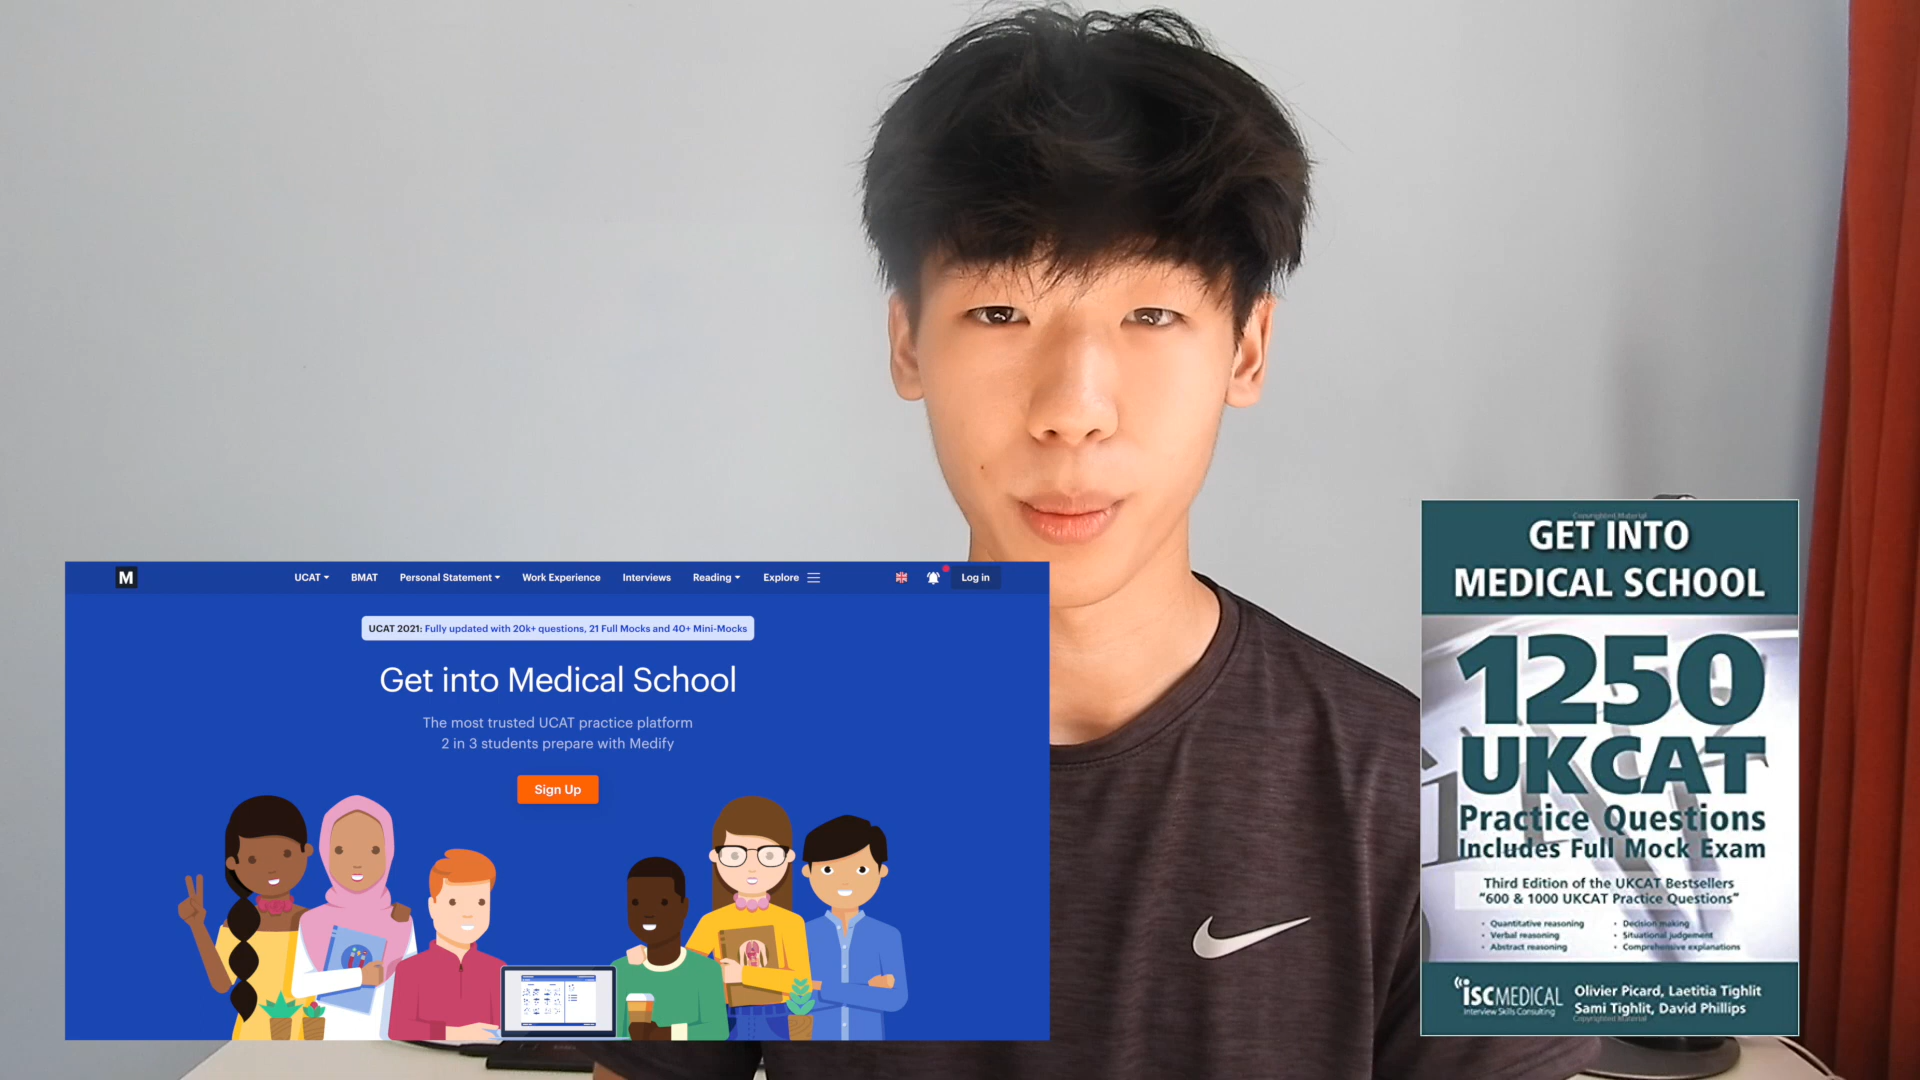 M
UCAT
BMAT
Personal Statement
Work Experience
Interviews
Reading
Explore
Log in
UCAT 2021: Fully updated with 20k+ questions, 21 Full Mocks and 40+ Mini-Mocks
Get into Medical School
The most trusted UCAT practice platform
2 in 3 students prepare with Medify
Sign Up
Copyrighted Material
GET INTO
MEDICAL SCHOOL
1250
UKCAT
Practice Questions
Includes Full Mock Exam
Third Edition of the UKCAT Bestsellers
"600 & 1000 UKCAT Practice Questions"
• Quantitative reasoning
• Verbal reasoning
• Abstract reasoning
• Decision making
• Situational judgement
• Comprehensive explanations
ISCMEDICAL
Interview Skills Consulting
Olivier Picard, Laetitia Tighlit
Sami Tighlit, David Phillips
Copyrighted Material